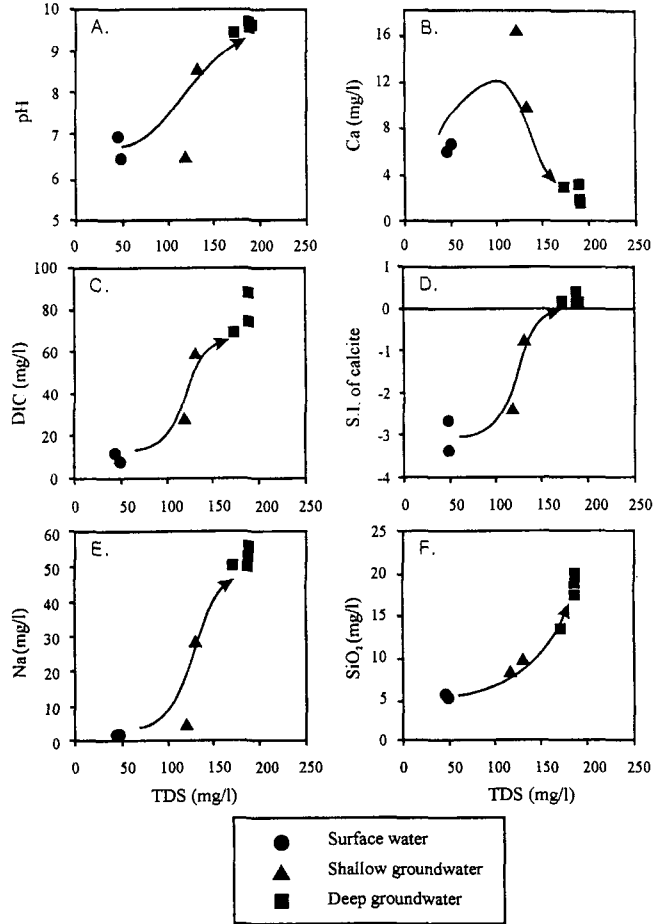 A.
10
9
8
7
6
5
pH
0 50 100 150 200 250
B.
16
12
8
4
0
Ca (mg/l)
0 50 100 150 200 250
C.
100
80
60
40
20
0
DIC (mg/l)
0 50 100 150 200 250
D.
1
0
-1
-2
-3
-4
S.I. of calcite
0 50 100 150 200 250
E.
60
50
40
30
20
10
0
Na (mg/l)
0 50 100 150 200 250
TDS (mg/l)
F.
25
20
15
10
5
0
SiO₂ (mg/l)
0 50 100 150 200 250
TDS (mg/l)
Surface water
Shallow groundwater
Deep groundwater